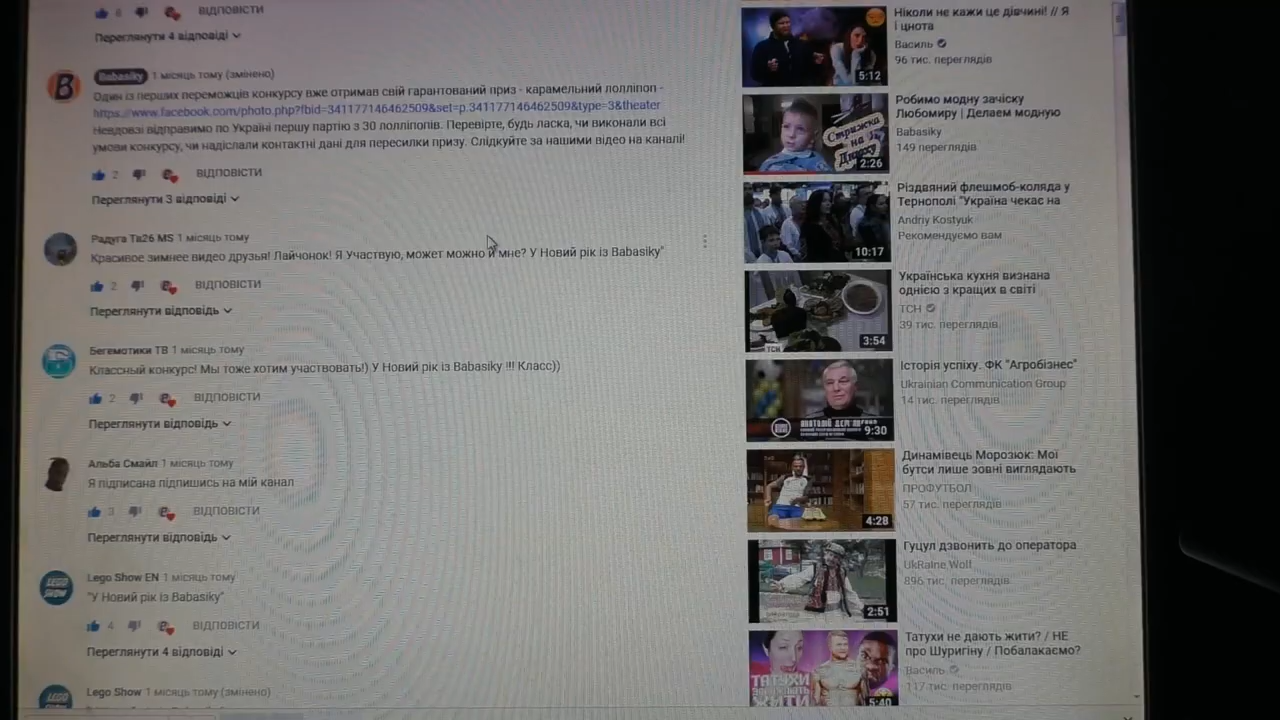 6 ВІДПОВІСТИ
Переглянути 4 відповіді
Babasiky 1 місяць тому (змінено)
Один із перших переможців конкурсу вже отримав свій гарантований приз - карамельний лолліпоп -
https://www.facebook.com/photo.php?fbid=341177146462509&set=p.341177146462509&type=3&theater
Невдовзі відправимо по Україні першу партію з 30 лолліпопів. Перевірте, будь ласка, чи виконали всі
умови конкурсу, чи надіслали контактні дані для пересилки призу. Слідкуйте за нашими відео на каналі!
2 ВІДПОВІСТИ
Переглянути 3 відповіді
Радуга Тв26 MS 1 місяць тому
Красивое зимнее видео друзья! Лайчонок! Я Участвую, может можно и мне? У Новий рік із Babasiky"
2 ВІДПОВІСТИ
Переглянути відповідь
Бегемотики ТВ 1 місяць тому
Классный конкурс! Мы тоже хотим участвовать!) У Новий рік із Babasiky !!! Класс))
2 ВІДПОВІСТИ
Переглянути відповідь
Альба Смайл 1 місяць тому
Я підписана підпишись на мій канал
3 ВІДПОВІСТИ
Переглянути відповідь
LEGO SHOW
Lego Show EN 1 місяць тому
"У Новий рік із Babasiky"
4 ВІДПОВІСТИ
Переглянути 4 відповіді
LEGO
Lego Show 1 місяць тому (змінено)
Ніколи не кажи це дівчині! // Я
і цнота
Василь
96 тис. переглядів
5:12
Робимо модну зачіску
Любомиру | Делаем модную
Babasiky
149 переглядів
Стрижка
на
2:26
Різдвяний флешмоб-коляда у
Тернополі "Україна чекає на
Andriy Kostyuk
Рекомендуємо вам
10:17
Українська кухня визнана
однією з кращих в світі
ТСН
39 тис. переглядів
3:54
ТСН
Історія успіху. ФК "Агробізнес"
Ukrainian Communication Group
14 тис. переглядів
9:30
Динамівець Морозюк: Мої
бутси лише зовні виглядають
ПРОФУТБОЛ
57 тис. переглядів
4:28
Гуцул дзвонить до оператора
UkRaine Wolf
896 тис. переглядів
2:51
Татухи не дають жити? / НЕ
про Шуригіну / Побалакаємо?
Василь
117 тис. переглядів
ТАТУХИ
ЖИТИ
5:40